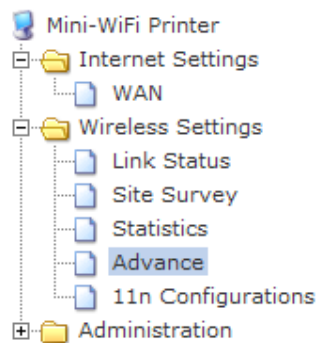 Mini-WiFi Printer
Internet Settings
WAN
Wireless Settings
Link Status
Site Survey
Statistics
Advance
11n Configurations
Administration